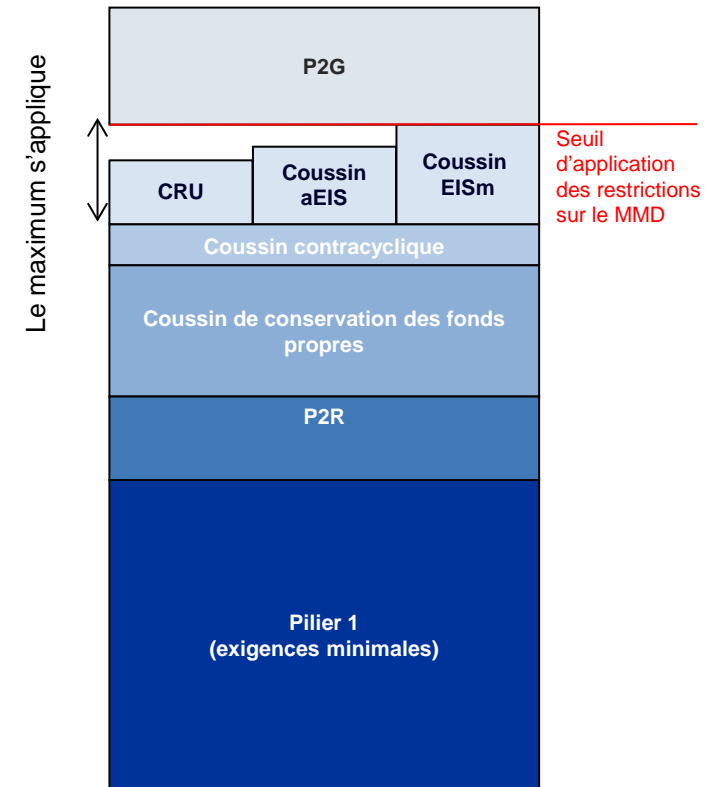 P2G
Le maximum s'applique
Seuil
d'application
des restrictions
sur le MMD
CRU
Coussin
aEIS
Coussin
EISm
Coussin contracyclique
Coussin de conservation des fonds
propres
P2R
Pilier 1
(exigences minimales)